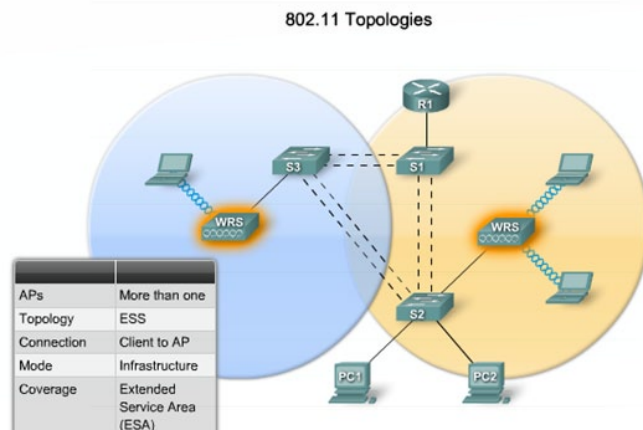 802.11 Topologies
R1
S3
S1
WRS
WRS
S2
PC1
PC2
APs More than one
Topology ESS
Connection Client to AP
Mode Infrastructure
Coverage Extended
Service Area
(ESA)